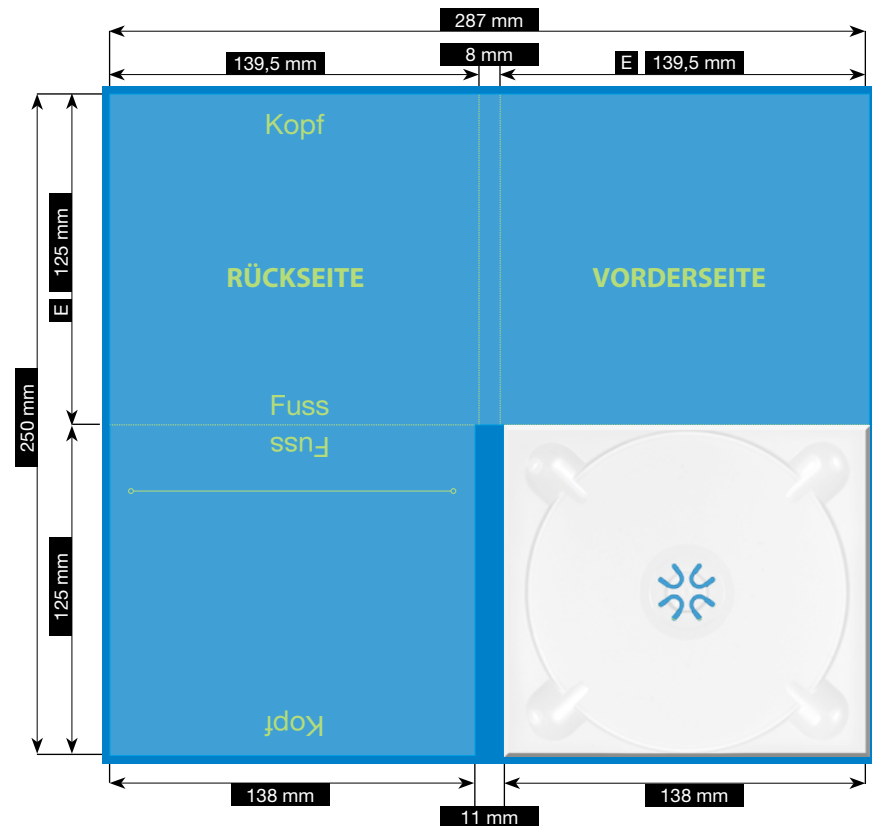 287 mm
8 mm
139,5 mm
E 139,5 mm
Kopf
125 mm
E
RÜCKSEITE
VORDERSEITE
250 mm
Fuss
Fuss
125 mm
Kopf
138 mm
138 mm
11 mm